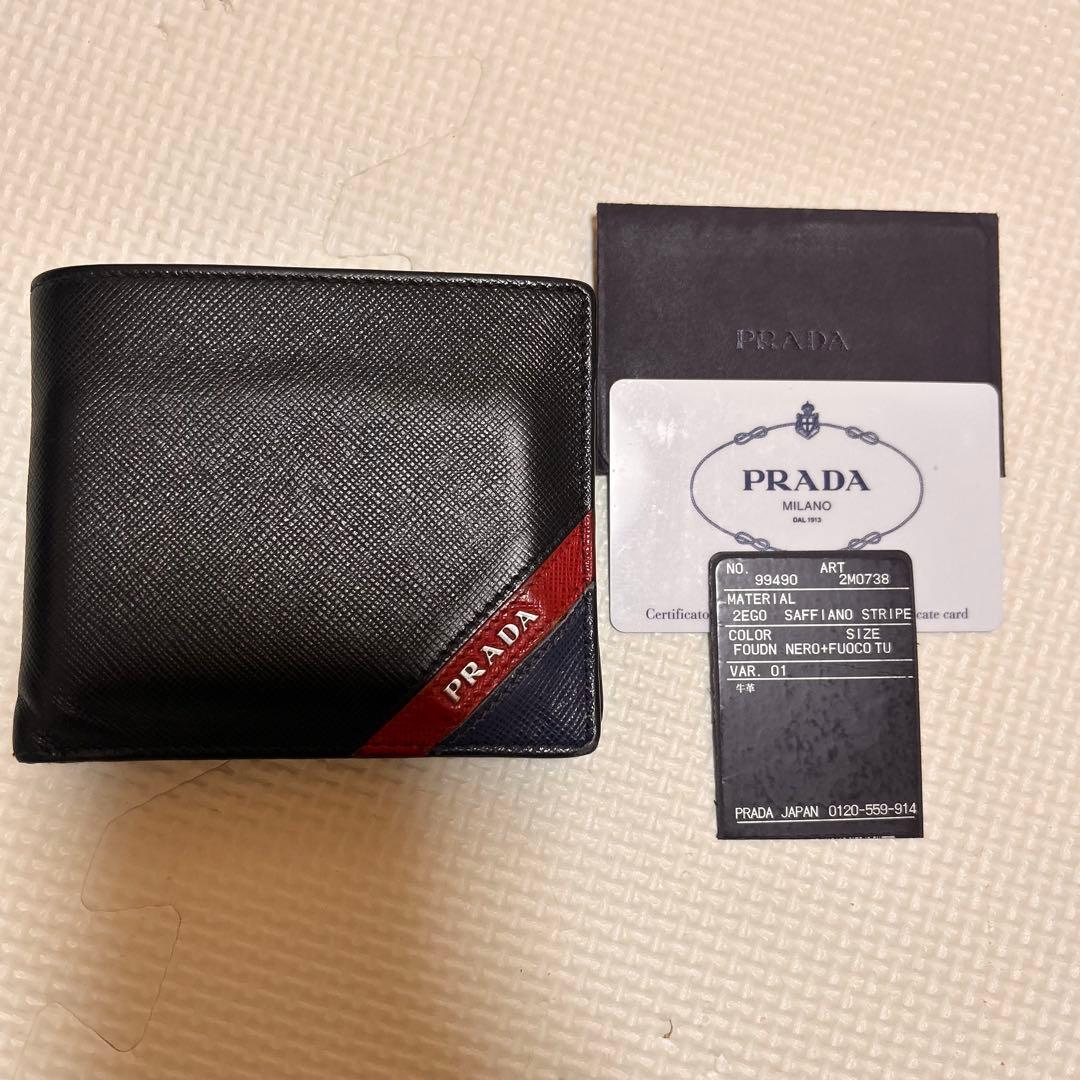 PRADA
PRADA
PRADA
MILANO
DAL 1913
Certificato
cate card
NO. ART
99490 2M0738
MATERIAL
2EGO SAFFIANO STRIPE
COLOR SIZE
F0UDN NERO+FUOCO TU
VAR. 01
牛革
PRADA JAPAN 0120-559-914